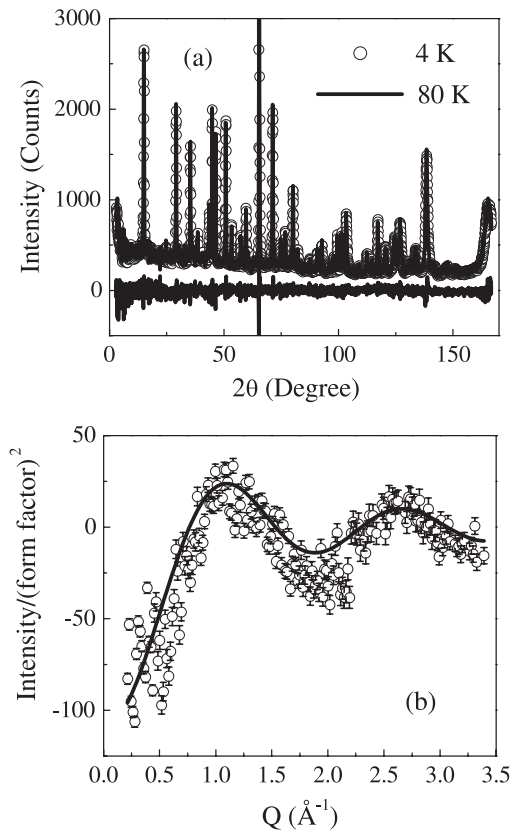 3000
(a)
4 K
80 K
2000
1000
0
Intensity (Counts)
0 50 100 150
2θ (Degree)
50
0
-50
-100
Intensity/(form factor)²
(b)
0.0 0.5 1.0 1.5 2.0 2.5 3.0 3.5
Q (Å⁻¹)